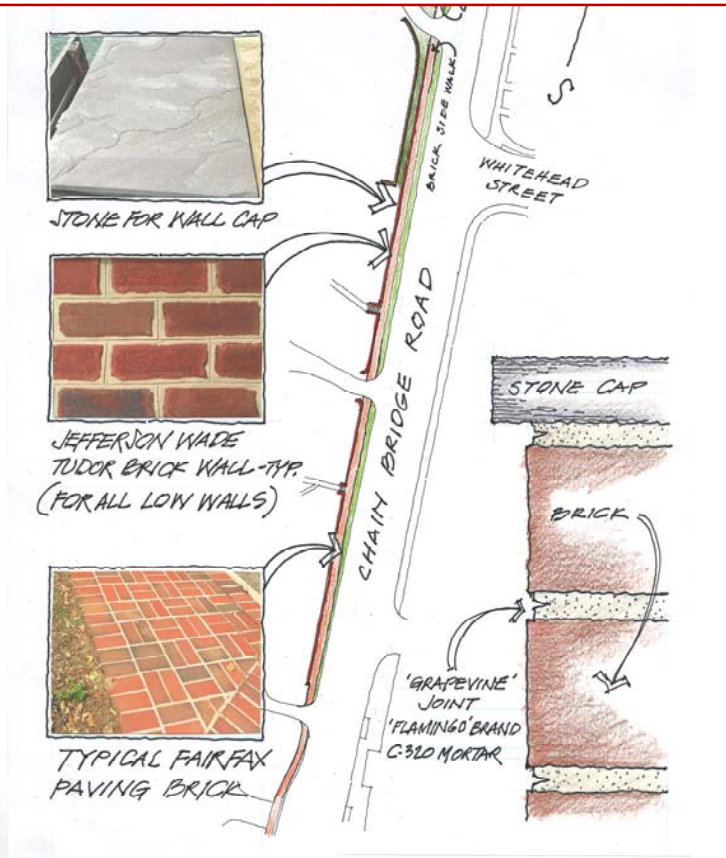 BRICK SIDE WALK
S
WHITEHEAD
STREET
STONE FOR WALL CAP
CHAIN BRIDGE ROAD
STONE CAP
JEFFERSON WADE
TUDOR BRICK WALL-TYP.
(FOR ALL LOW WALLS)
BRICK
'GRAPEVINE'
JOINT
'FLAMINGO' BRAND
C-320 MORTAR
TYPICAL FAIRFAX
PAVING BRICK